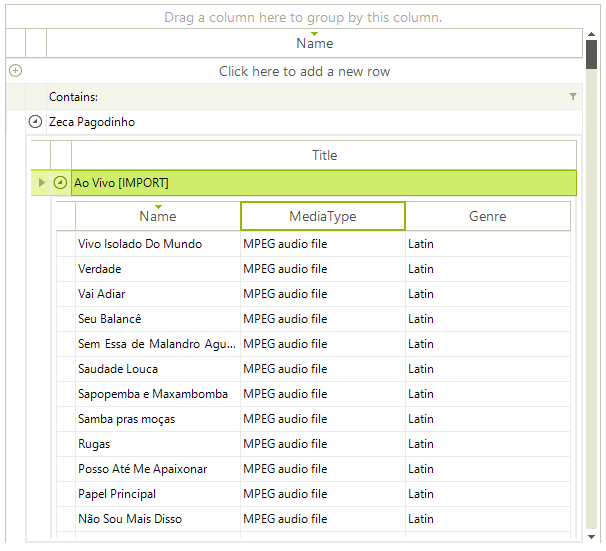 Drag a column here to group by this column.
Name
Click here to add a new row
Contains:
Zeca Pagodinho
Title
Ao Vivo [IMPORT]
Name MediaType Genre
Vivo Isolado Do Mundo MPEG audio file Latin
Verdade MPEG audio file Latin
Vai Adiar MPEG audio file Latin
Seu Balancê MPEG audio file Latin
Sem Essa de Malandro Agu... MPEG audio file Latin
Saudade Louca MPEG audio file Latin
Sapopemba e Maxambomba MPEG audio file Latin
Samba pras moças MPEG audio file Latin
Rugas MPEG audio file Latin
Posso Até Me Apaixonar MPEG audio file Latin
Papel Principal MPEG audio file Latin
Não Sou Mais Disso MPEG audio file Latin